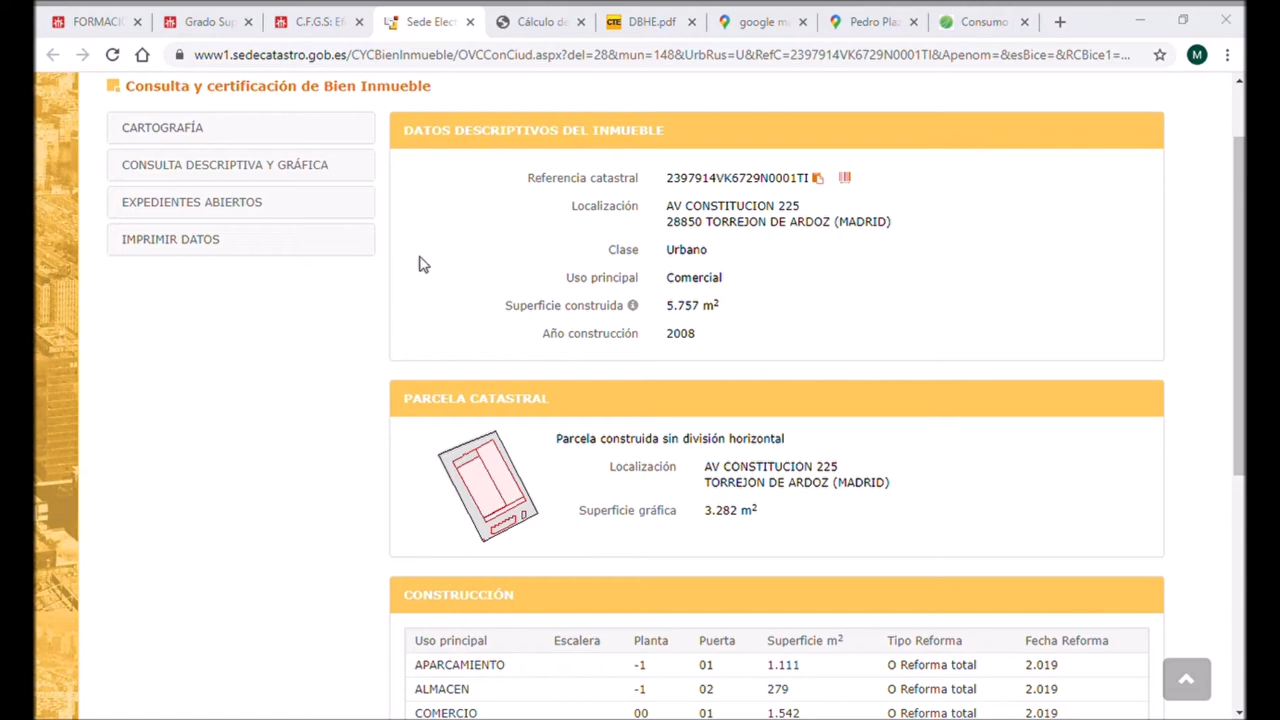 FORMACI
Grado Sup
C.F.G.S: Ef
Sede Elect
Cálculo de
CTE DBHE.pdf
google ma
Pedro Plaz
Consumo
www1.sedecatastro.gob.es/CYCBienInmueble/OVCConCiud.aspx?del=28&mun=148&UrbRus=U&RefC=2397914VK6729N0001TI&Apenom=&esBice=&RCBice1=...
M
Consulta y certificación de Bien Inmueble
CARTOGRAFÍA
CONSULTA DESCRIPTIVA Y GRÁFICA
EXPEDIENTES ABIERTOS
IMPRIMIR DATOS
DATOS DESCRIPTIVOS DEL INMUEBLE
Referencia catastral 2397914VK6729N0001TI
Localización AV CONSTITUCION 225
28850 TORREJON DE ARDOZ (MADRID)
Clase Urbano
Uso principal Comercial
Superficie construida 5.757 m²
Año construcción 2008
PARCELA CATASTRAL
Parcela construida sin división horizontal
Localización AV CONSTITUCION 225
TORREJON DE ARDOZ (MADRID)
Superficie gráfica 3.282 m²
CONSTRUCCIÓN
Uso principal Escalera Planta Puerta Superficie m² Tipo Reforma Fecha Reforma
APARCAMIENTO -1 01 1.111 O Reforma total 2.019
ALMACEN -1 02 279 O Reforma total 2.019
COMERCIO 00 01 1.542 O Reforma total 2.019